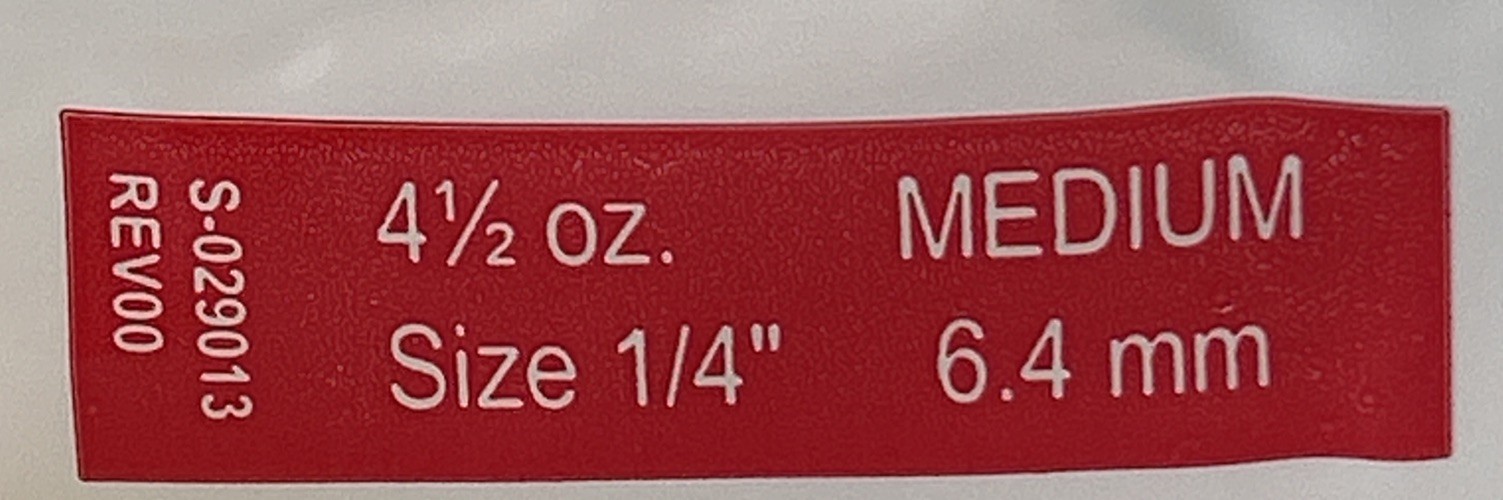 S-029013
REV00
4½ oz.
MEDIUM
Size 1/4"
6.4 mm